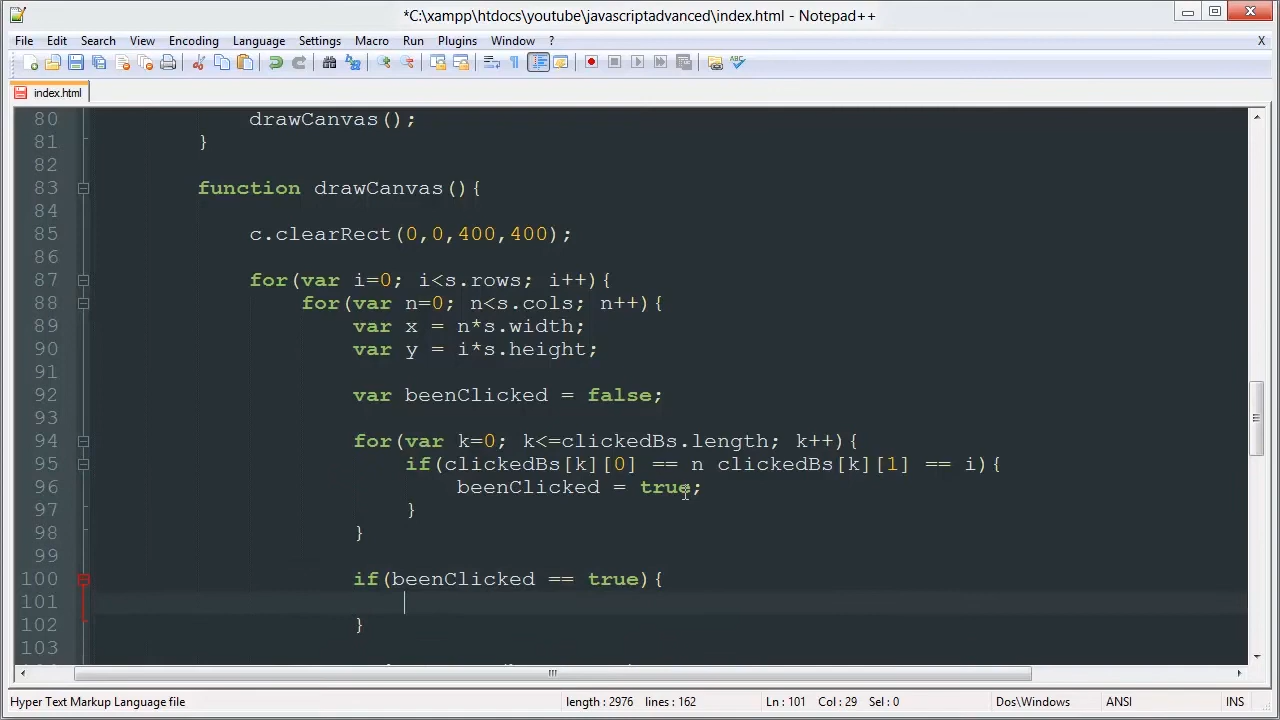 *C:\xampp\htdocs\youtube\javascriptadvanced\index.html - Notepad++
File Edit Search View Encoding Language Settings Macro Run Plugins Window ? X
index.html
80 drawCanvas();
81 }
82
83 function drawCanvas(){
84
85 c.clearRect(0,0,400,400);
86
87 for(var i=0; i<s.rows; i++){
88 for(var n=0; n<s.cols; n++){
89 var x = n*s.width;
90 var y = i*s.height;
91
92 var beenClicked = false;
93
94 for(var k=0; k<=clickedBs.length; k++){
95 if(clickedBs[k][0] == n clickedBs[k][1] == i){
96 beenClicked = true;
97 }
98 }
99
100 if(beenClicked == true){
101
102 }
103
Hyper Text Markup Language file length : 2976 lines : 162 Ln : 101 Col : 29 Sel : 0 Dos\Windows ANSI INS